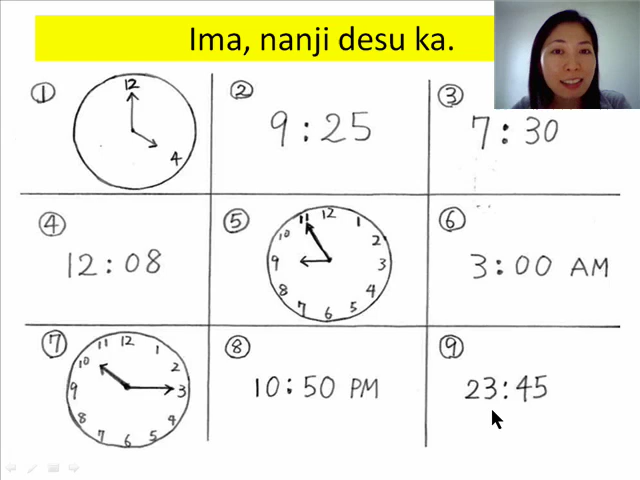 Ima, nanji desu ka.
① 12 4
② 9:25
③ 7:30
④ 12:08
⑤ 12 1 2 3 4 5 6 7 8 9 10 11
⑥ 3:00 AM
⑦ 12 1 2 3 4 5 6 7 8 9 10 11
⑧ 10:50 PM
⑨ 23:45